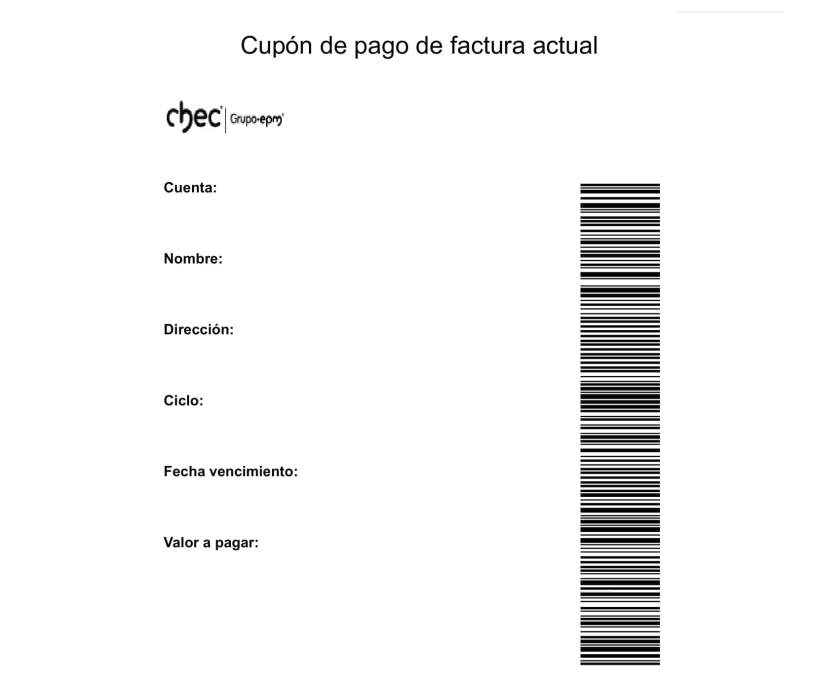 Cupón de pago de factura actual
chec Grupo·epm®
Cuenta:
Nombre:
Dirección:
Ciclo:
Fecha vencimiento:
Valor a pagar: